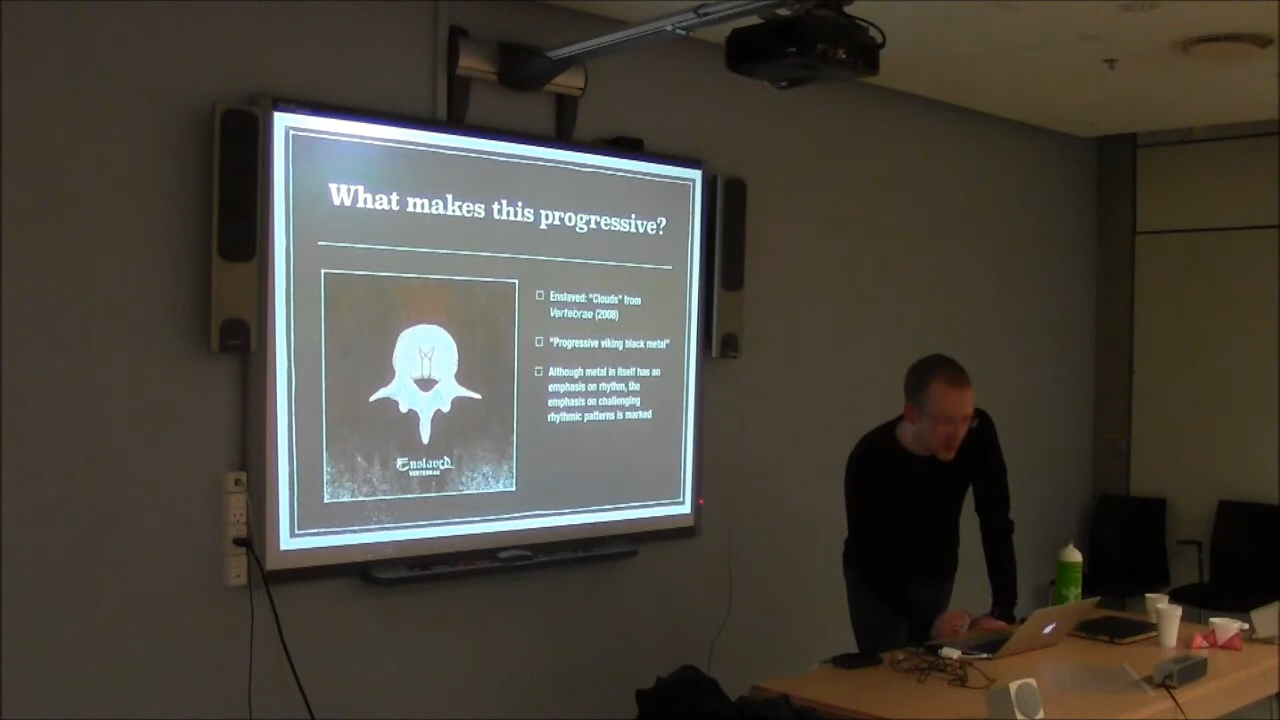 What makes this progressive?
Enslaved: "Clouds" from
Vertebrae (2008)
"Progressive viking black metal"
Although metal in itself has an
emphasis on rhythm, the
emphasis on challenging
rhythmic patterns is marked
Enslaved
VERTEBRAE